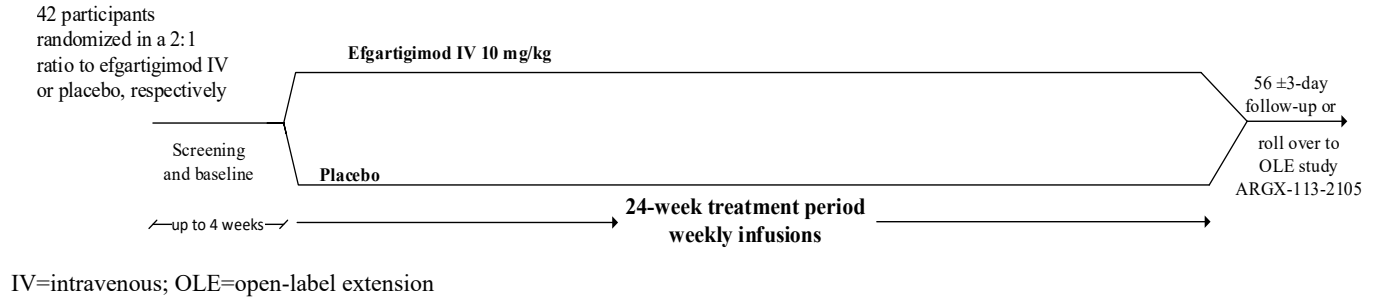 42 participants
randomized in a 2:1
ratio to efgartigimod IV
or placebo, respectively
Efgartigimod IV 10 mg/kg
56 ±3-day
follow-up or
roll over to
OLE study
ARGX-113-2105
Screening
and baseline
Placebo
up to 4 weeks
24-week treatment period
weekly infusions
IV=intravenous; OLE=open-label extension